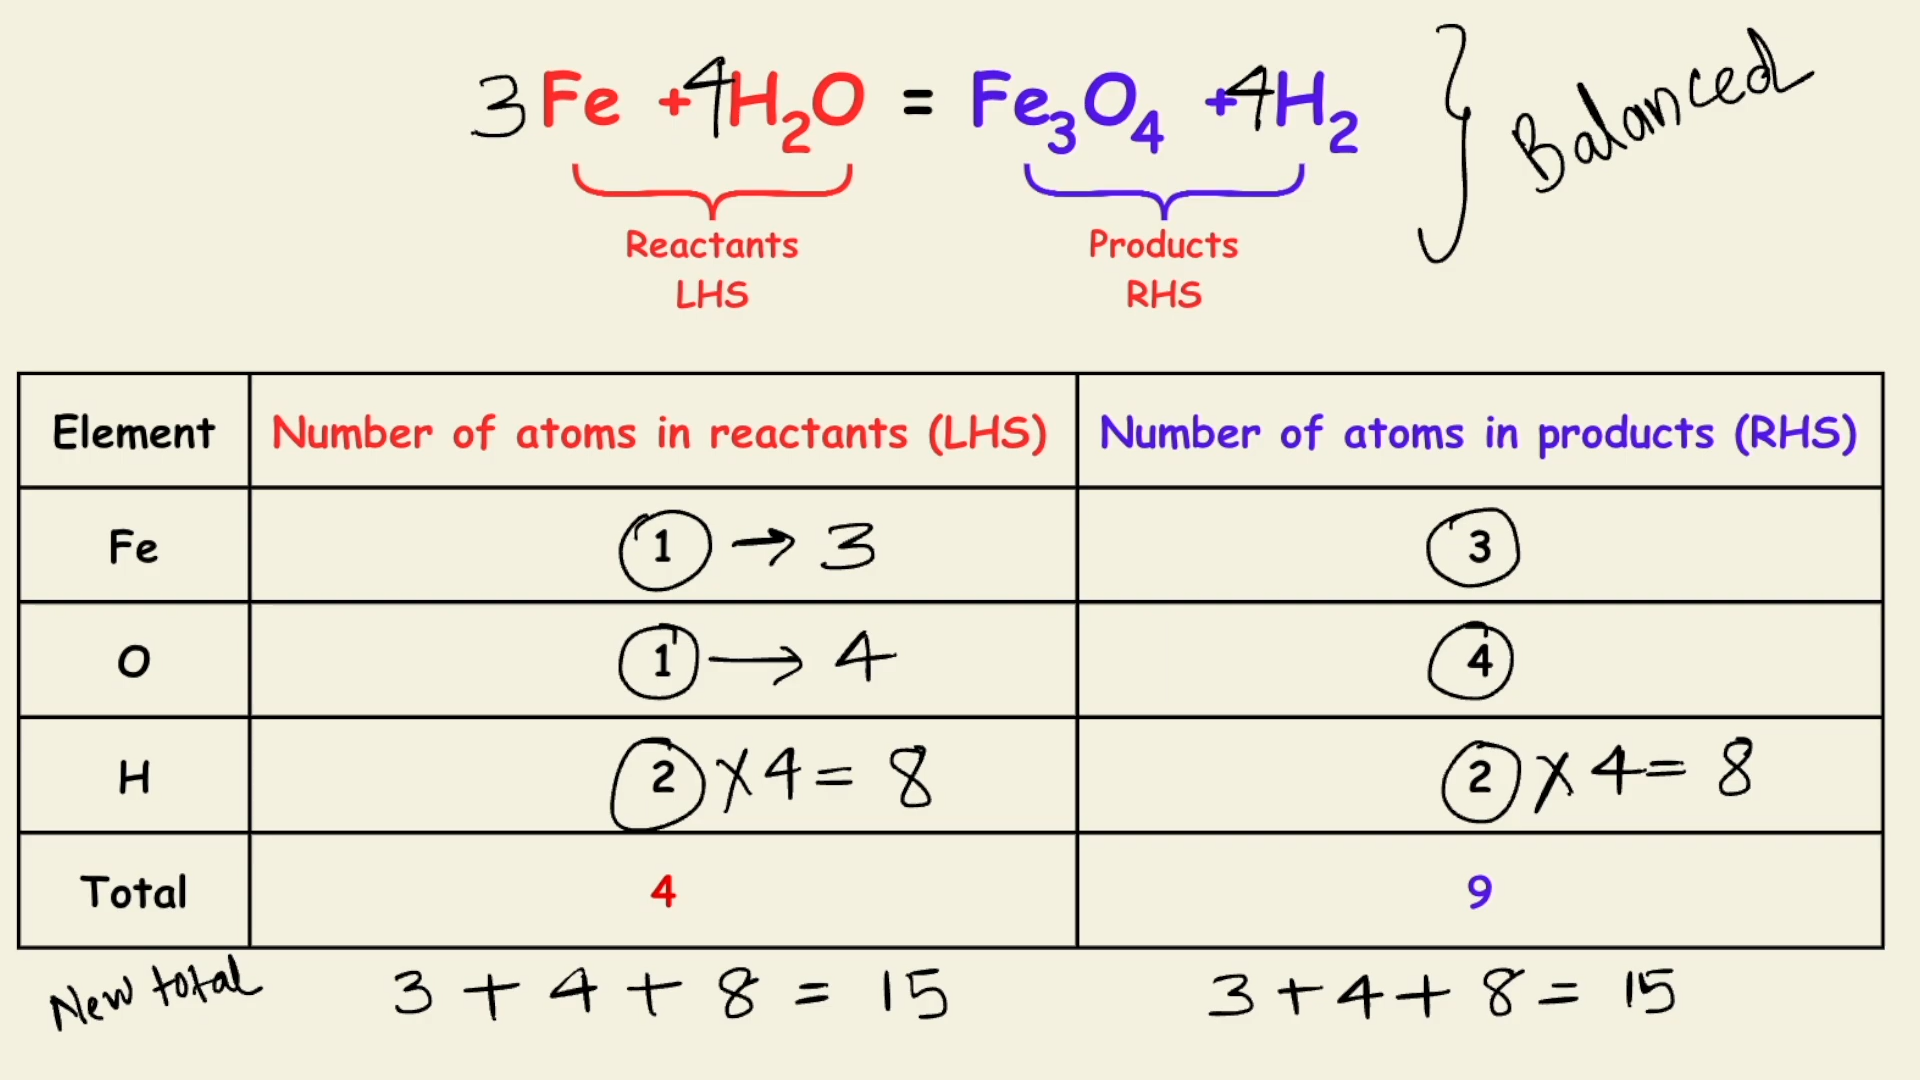 3Fe + 4H₂O = Fe₃O₄ + 4H₂ } Balanced
Reactants Products
LHS RHS
Element Number of atoms in reactants (LHS) Number of atoms in products (RHS)
Fe 1 → 3 3
O 1 → 4 4
H 2 × 4 = 8 2 × 4 = 8
Total 4 9
New total 3 + 4 + 8 = 15 3 + 4 + 8 = 15